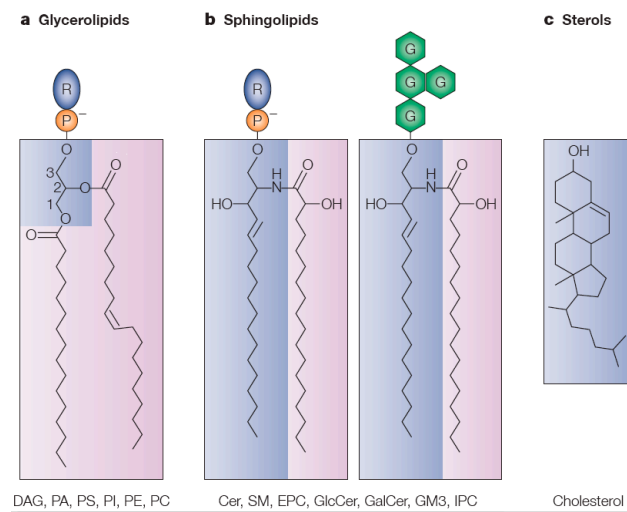 a Glycerolipids
b Sphingolipids
c Sterols
R
P −
O
3
2
1
O
O
O
O
R
P −
O
H
N
O
HO
OH
G
G G
G
O
H
N
O
HO
OH
OH
DAG, PA, PS, PI, PE, PC
Cer, SM, EPC, GlcCer, GalCer, GM3, IPC
Cholesterol